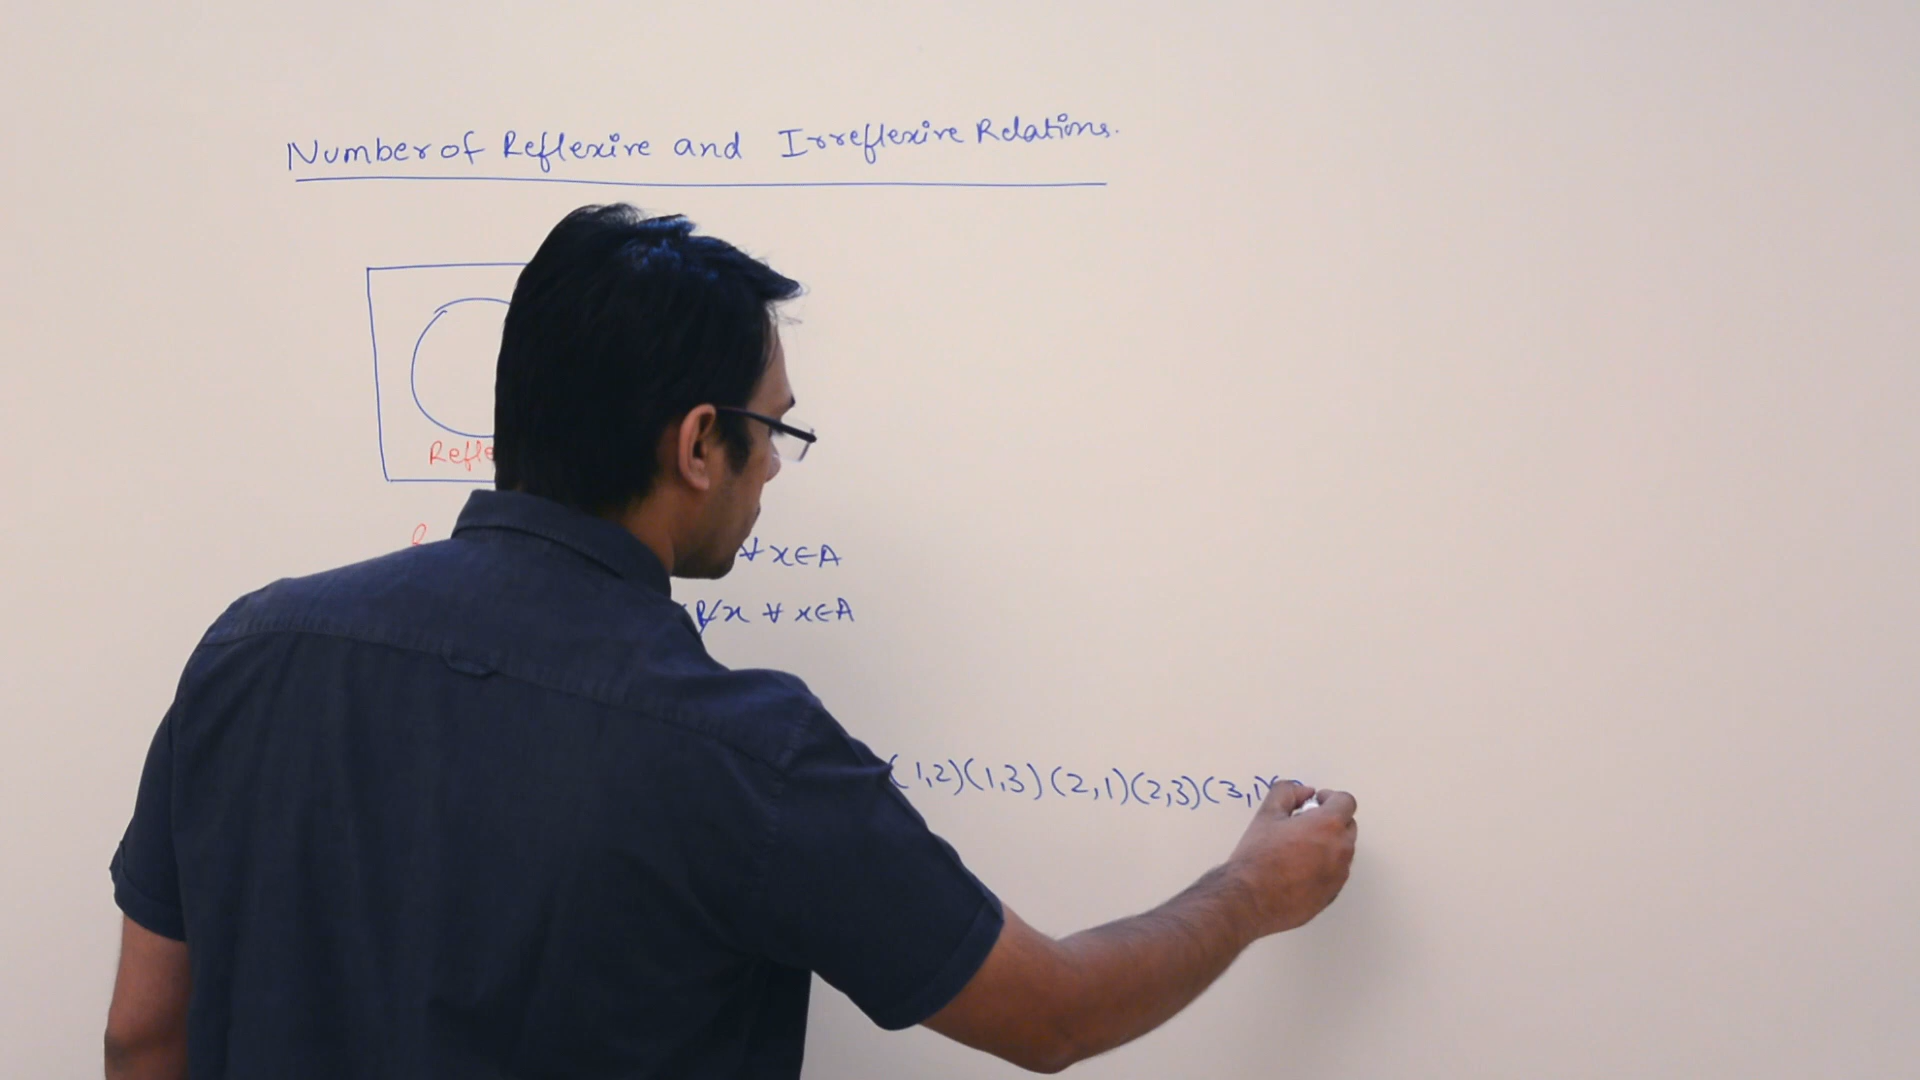 Number of Reflexive and Irreflexive Relations.
Refle
∀ x∈A
R̸x ∀ x∈A
(1,2)(1,3)(2,1)(2,3)(3,1)(